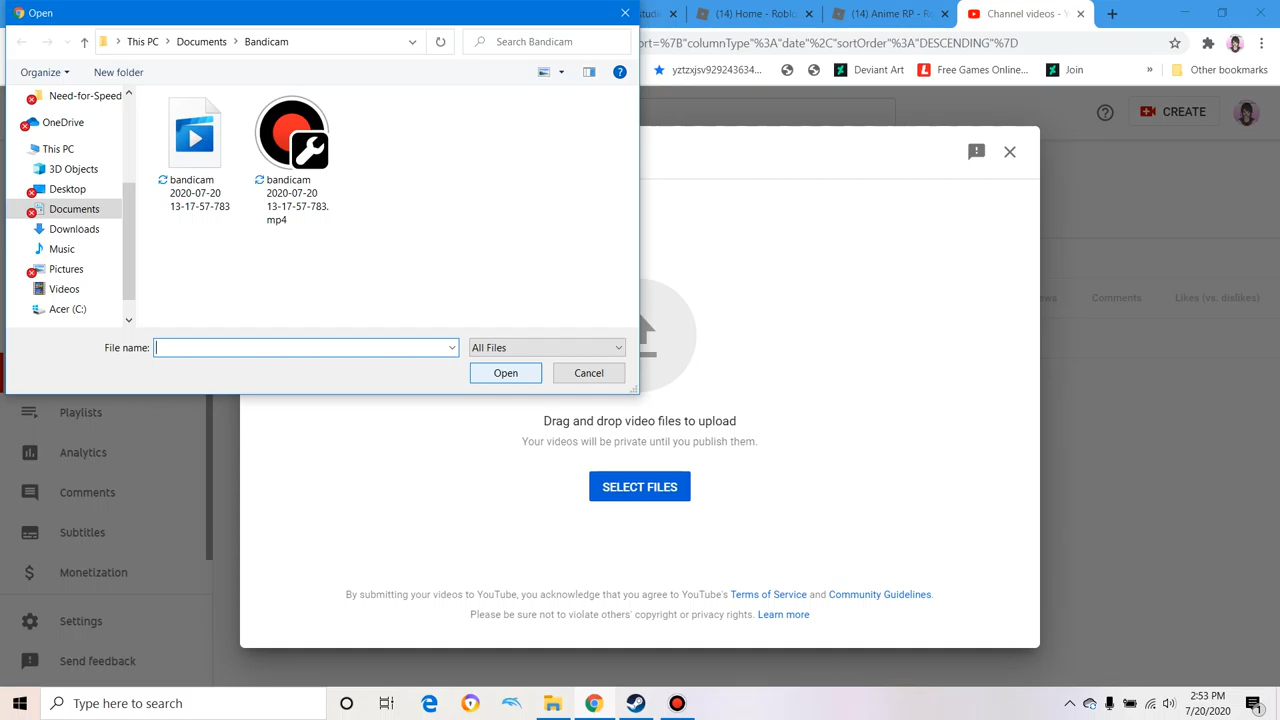 Open
studio
(14) Home - Roblo
(14) Anime RP -
Channel videos -
This PC
Documents
Bandicam
Search Bandicam
ort=%7B"columnType"%3A"date"%2C"sortOrder"%3A"DESCENDING"%7D
Organize
New folder
yztzxjsv929243634...
Deviant Art
Free Games Online...
Join
»
Other bookmarks
Need-for-Speed
OneDrive
This PC
3D Objects
Desktop
Documents
Downloads
Music
Pictures
Videos
Acer (C:)
bandicam
2020-07-20
13-17-57-783
bandicam
2020-07-20
13-17-57-783.
mp4
CREATE
File name:
All Files
Open
Cancel
Comments
Likes (vs. dislikes)
Playlists
Analytics
Comments
Subtitles
Monetization
Settings
Send feedback
Drag and drop video files to upload
Your videos will be private until you publish them.
SELECT FILES
By submitting your videos to YouTube, you acknowledge that you agree to YouTube's Terms of Service and Community Guidelines.
Please be sure not to violate others' copyright or privacy rights. Learn more
Type here to search
2:53 PM
7/20/2020
1